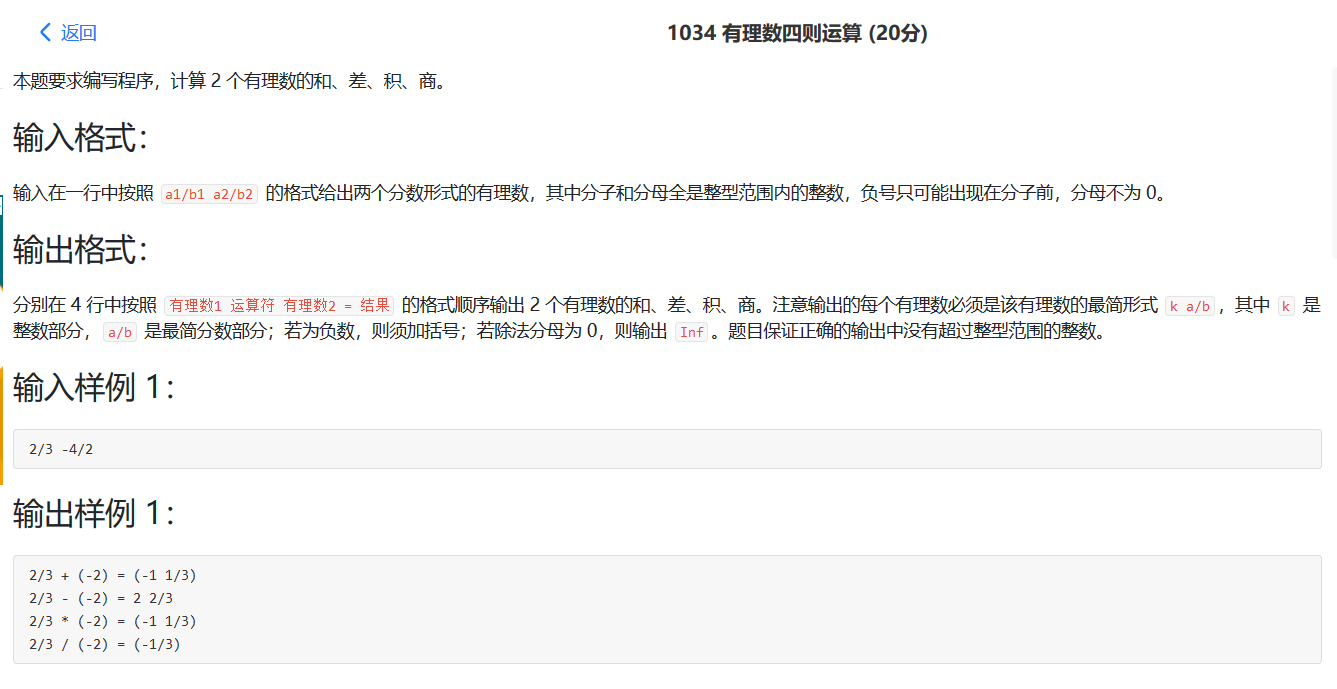 返回
1034 有理数四则运算 (20分)
本题要求编写程序，计算 2 个有理数的和、差、积、商。
输入格式：
输入在一行中按照 a1/b1 a2/b2 的格式给出两个分数形式的有理数，其中分子和分母全是整型范围内的整数，负号只可能出现在分子前，分母不为 0。
输出格式：
分别在 4 行中按照 有理数1 运算符 有理数2 = 结果 的格式顺序输出 2 个有理数的和、差、积、商。注意输出的每个有理数必须是该有理数的最简形式 k a/b，其中 k 是
整数部分， a/b 是最简分数部分；若为负数，则须加括号；若除法分母为 0，则输出 Inf。题目保证正确的输出中没有超过整型范围的整数。
输入样例 1：
2/3 -4/2
输出样例 1：
2/3 + (-2) = (-1 1/3)
2/3 - (-2) = 2 2/3
2/3 * (-2) = (-1 1/3)
2/3 / (-2) = (-1/3)